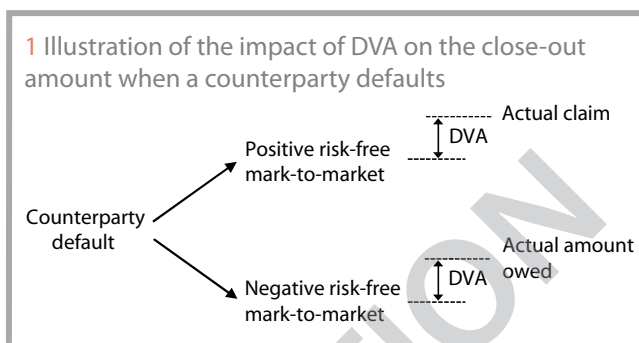 1 Illustration of the impact of DVA on the close-out
amount when a counterparty defaults
Actual claim
DVA
Positive risk-free
mark-to-market
Counterparty
default
Actual amount
owed
DVA
Negative risk-free
mark-to-market
TION